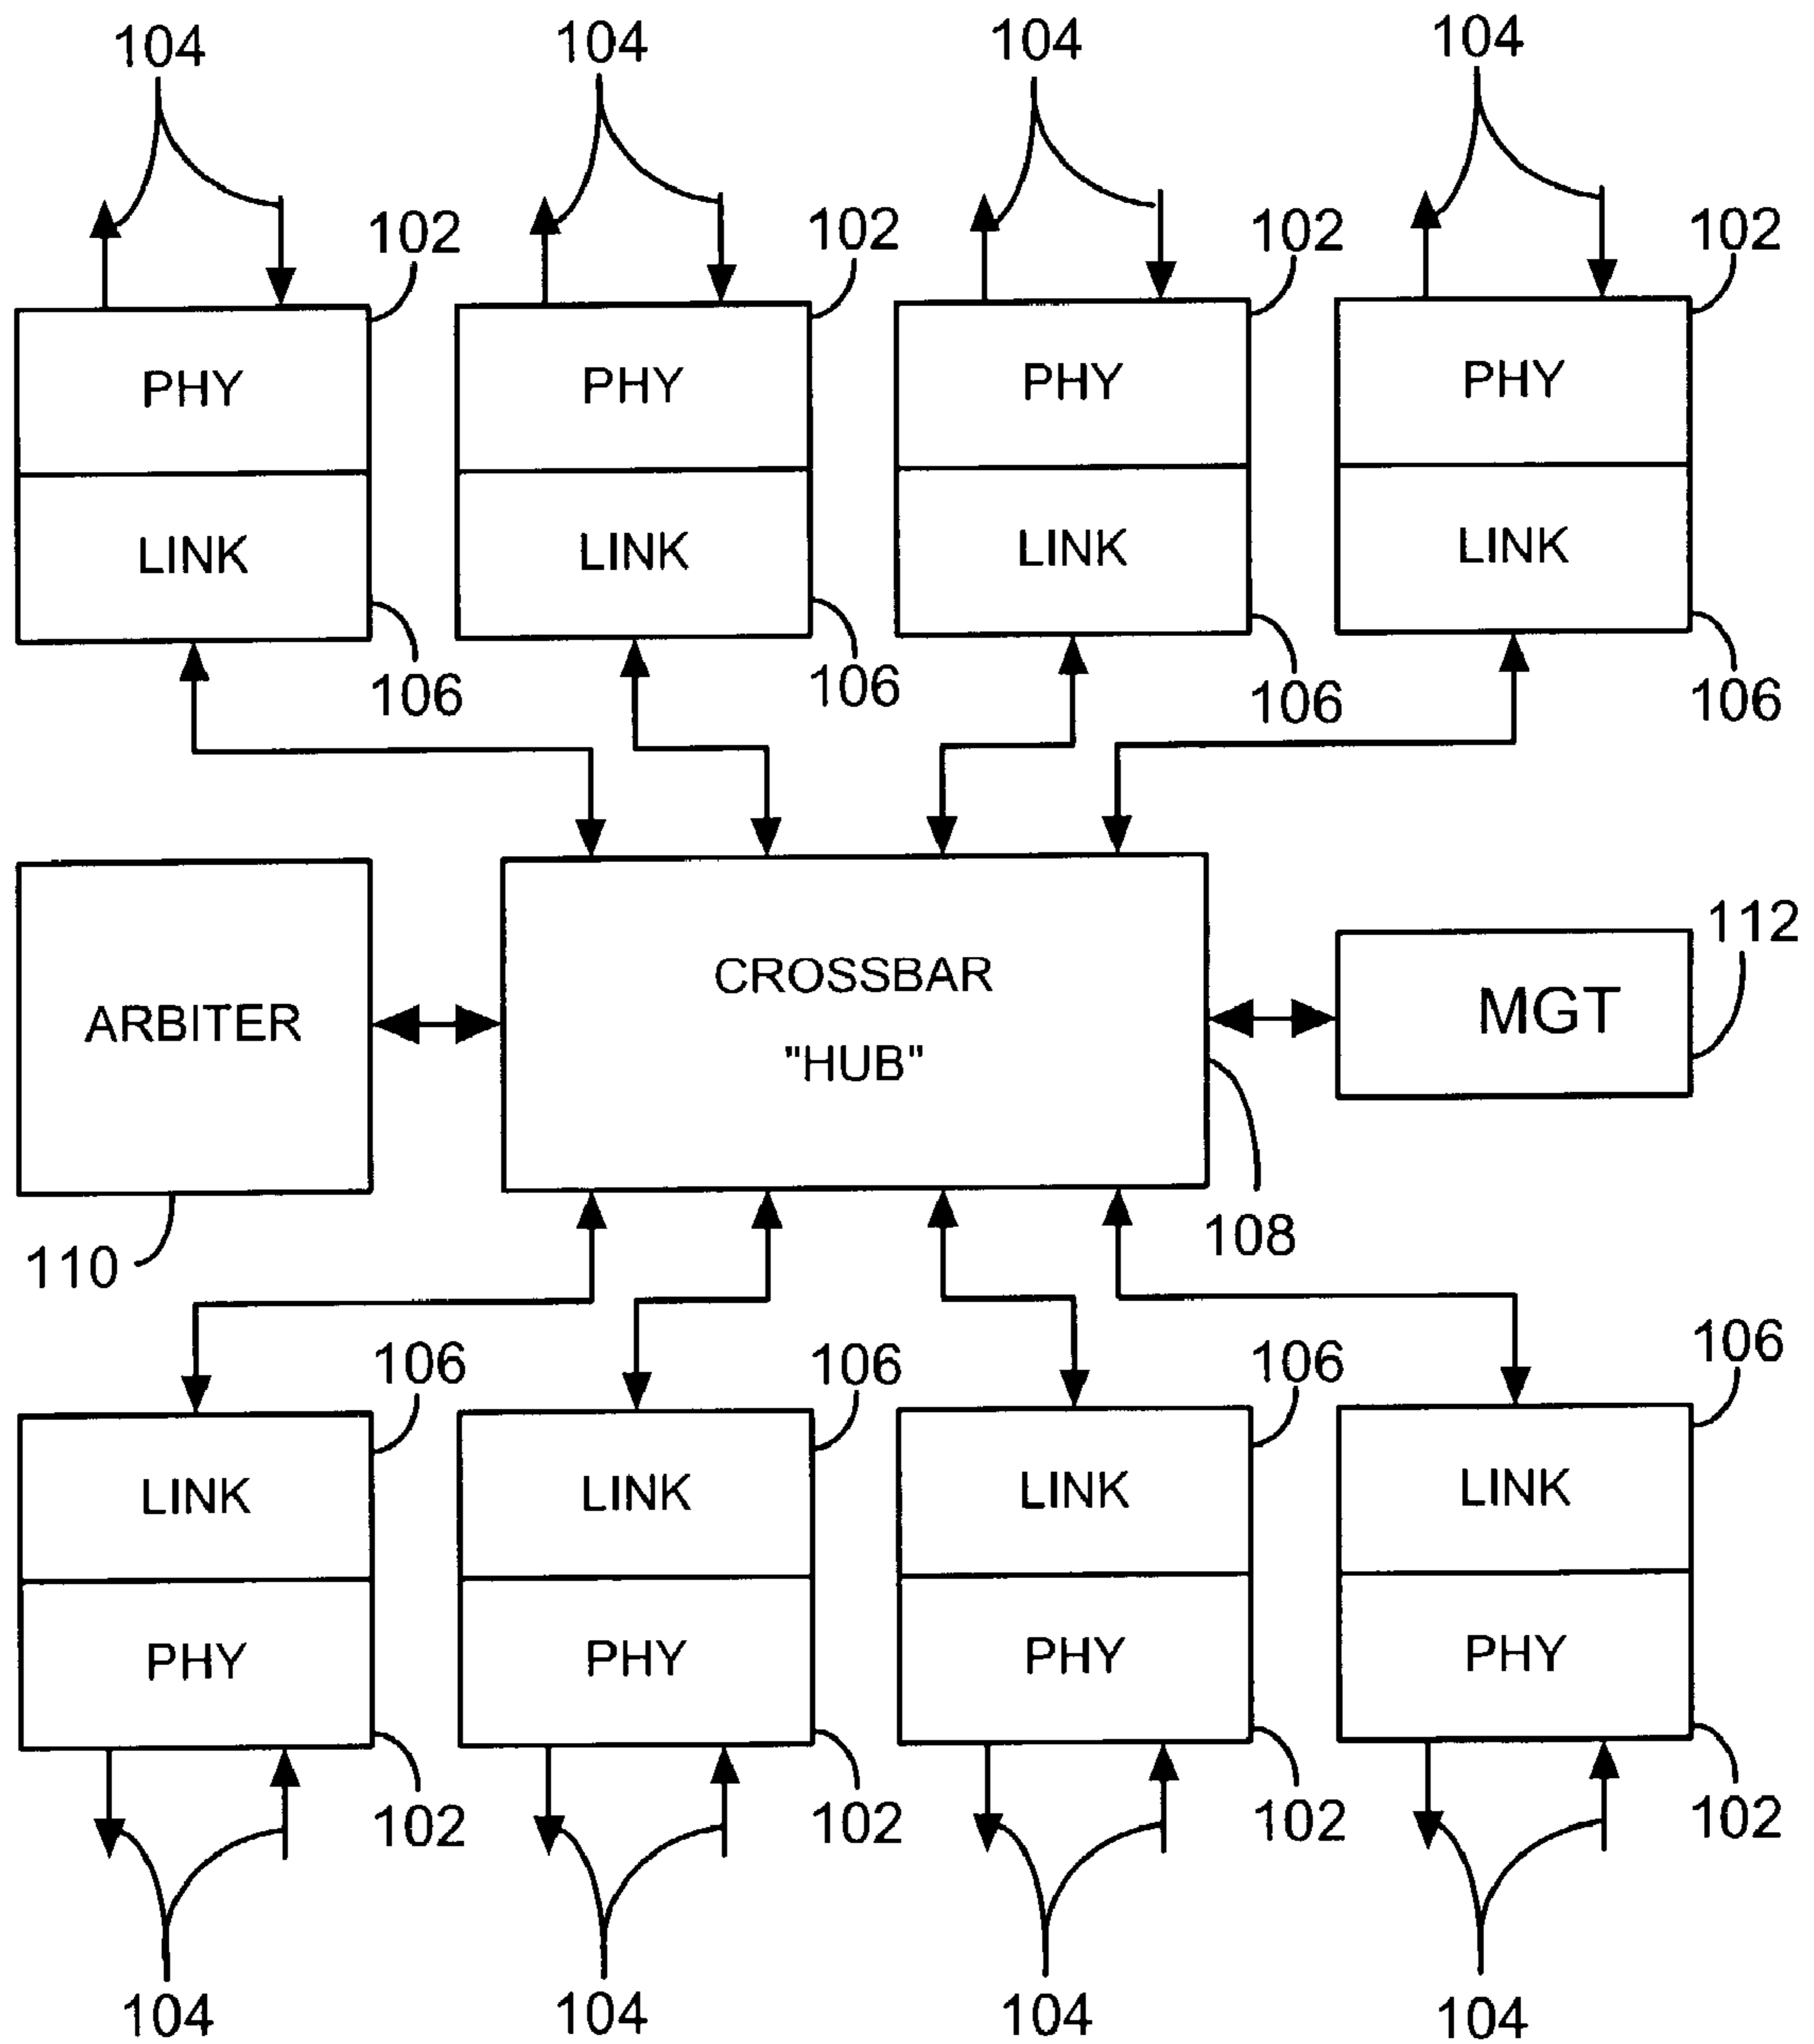 104 104 104 104
102 102 102 102
PHY PHY PHY PHY
LINK LINK LINK LINK
106 106 106 106
112
CROSSBAR
ARBITER MGT
"HUB"
108
110
106 106 106 106
LINK LINK LINK LINK
PHY PHY PHY PHY
102 102 102 102
104 104 104 104